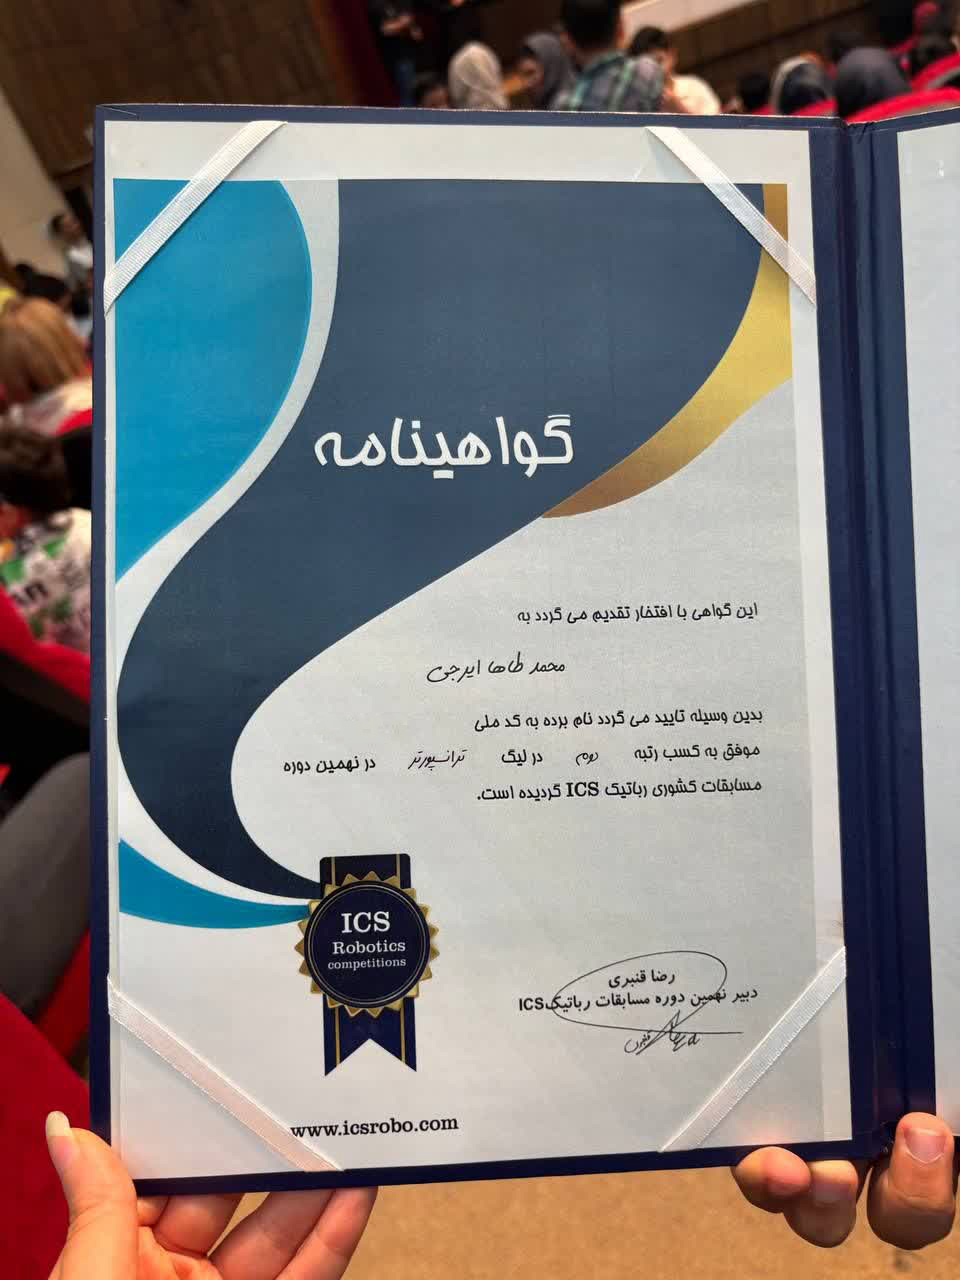 گواهینامه
این گواهی با افتخار تقدیم می گردد به
محمد طاها ایرجی
بدین وسیله تایید می گردد نام برده به کد ملی
موفق به کسب رتبه دوم در لیگ ترانسپورتر در نهمین دوره
مسابقات کشوری رباتیک ICS گردیده است.
ICS
Robotics
competitions
رضا قنبری
دبیر نهمین دوره مسابقات رباتیک ICS
www.icsrobo.com